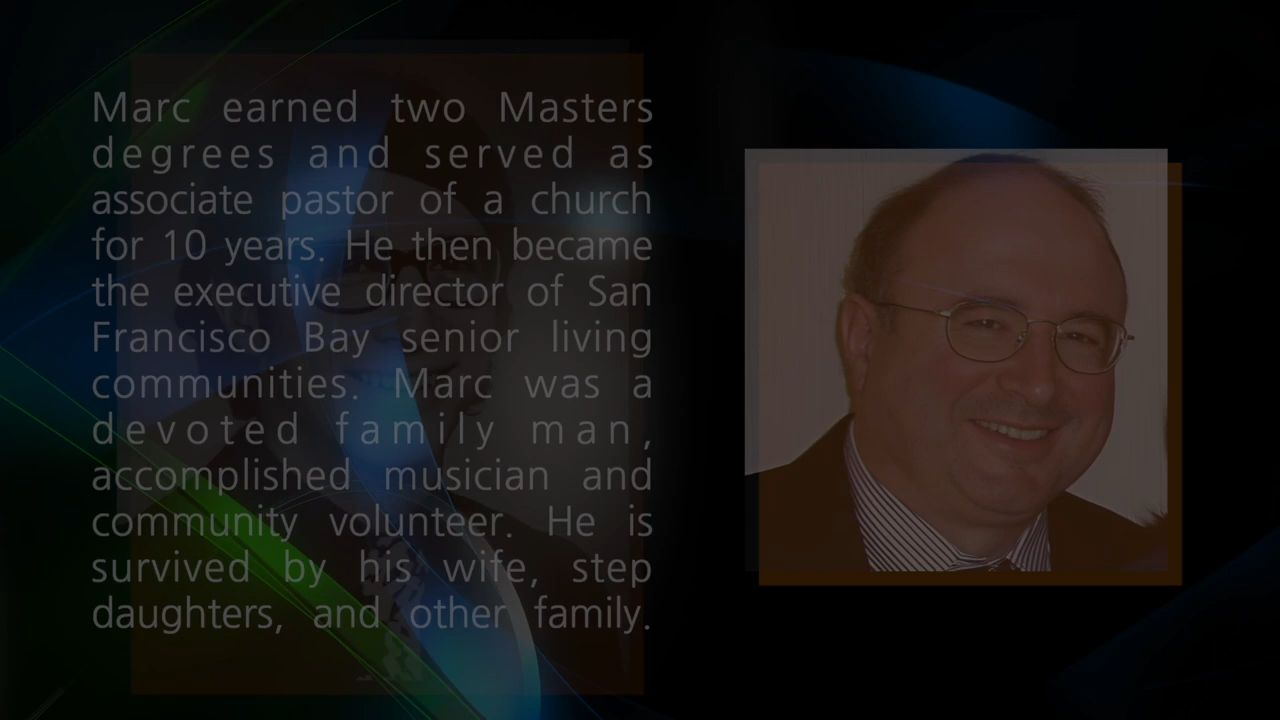 Marc earned two Masters
degrees and served as
associate pastor of a church
for 10 years. He then became
the executive director of San
Francisco Bay senior living
communities. Marc was a
devoted family man,
accomplished musician and
community volunteer. He is
survived by his wife, step
daughters, and other family.